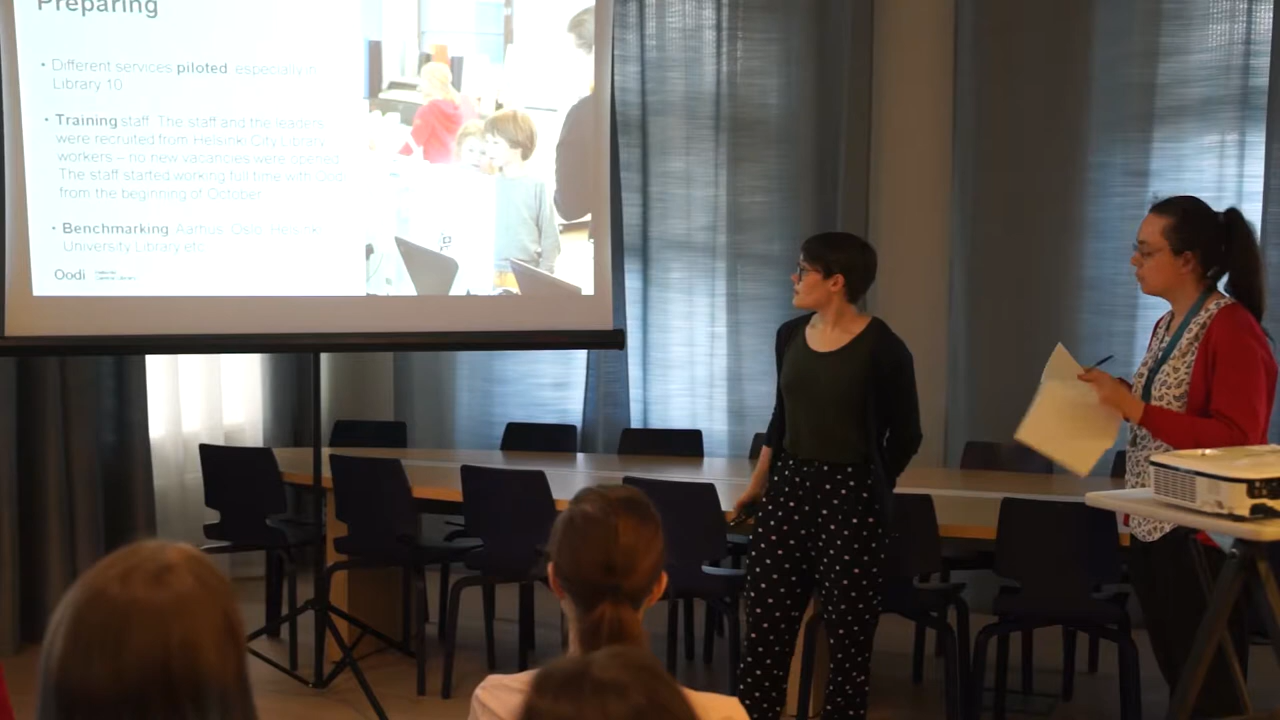 Preparing
• Different services piloted, especially in
Library 10
• Training staff. The staff and the leaders
were recruited from Helsinki City Library
workers – no new vacancies were opened.
The staff started working full time with Oodi
from the beginning of October.
• Benchmarking: Aarhus, Oslo, Helsinki
University Library etc.
Oodi
Central Library